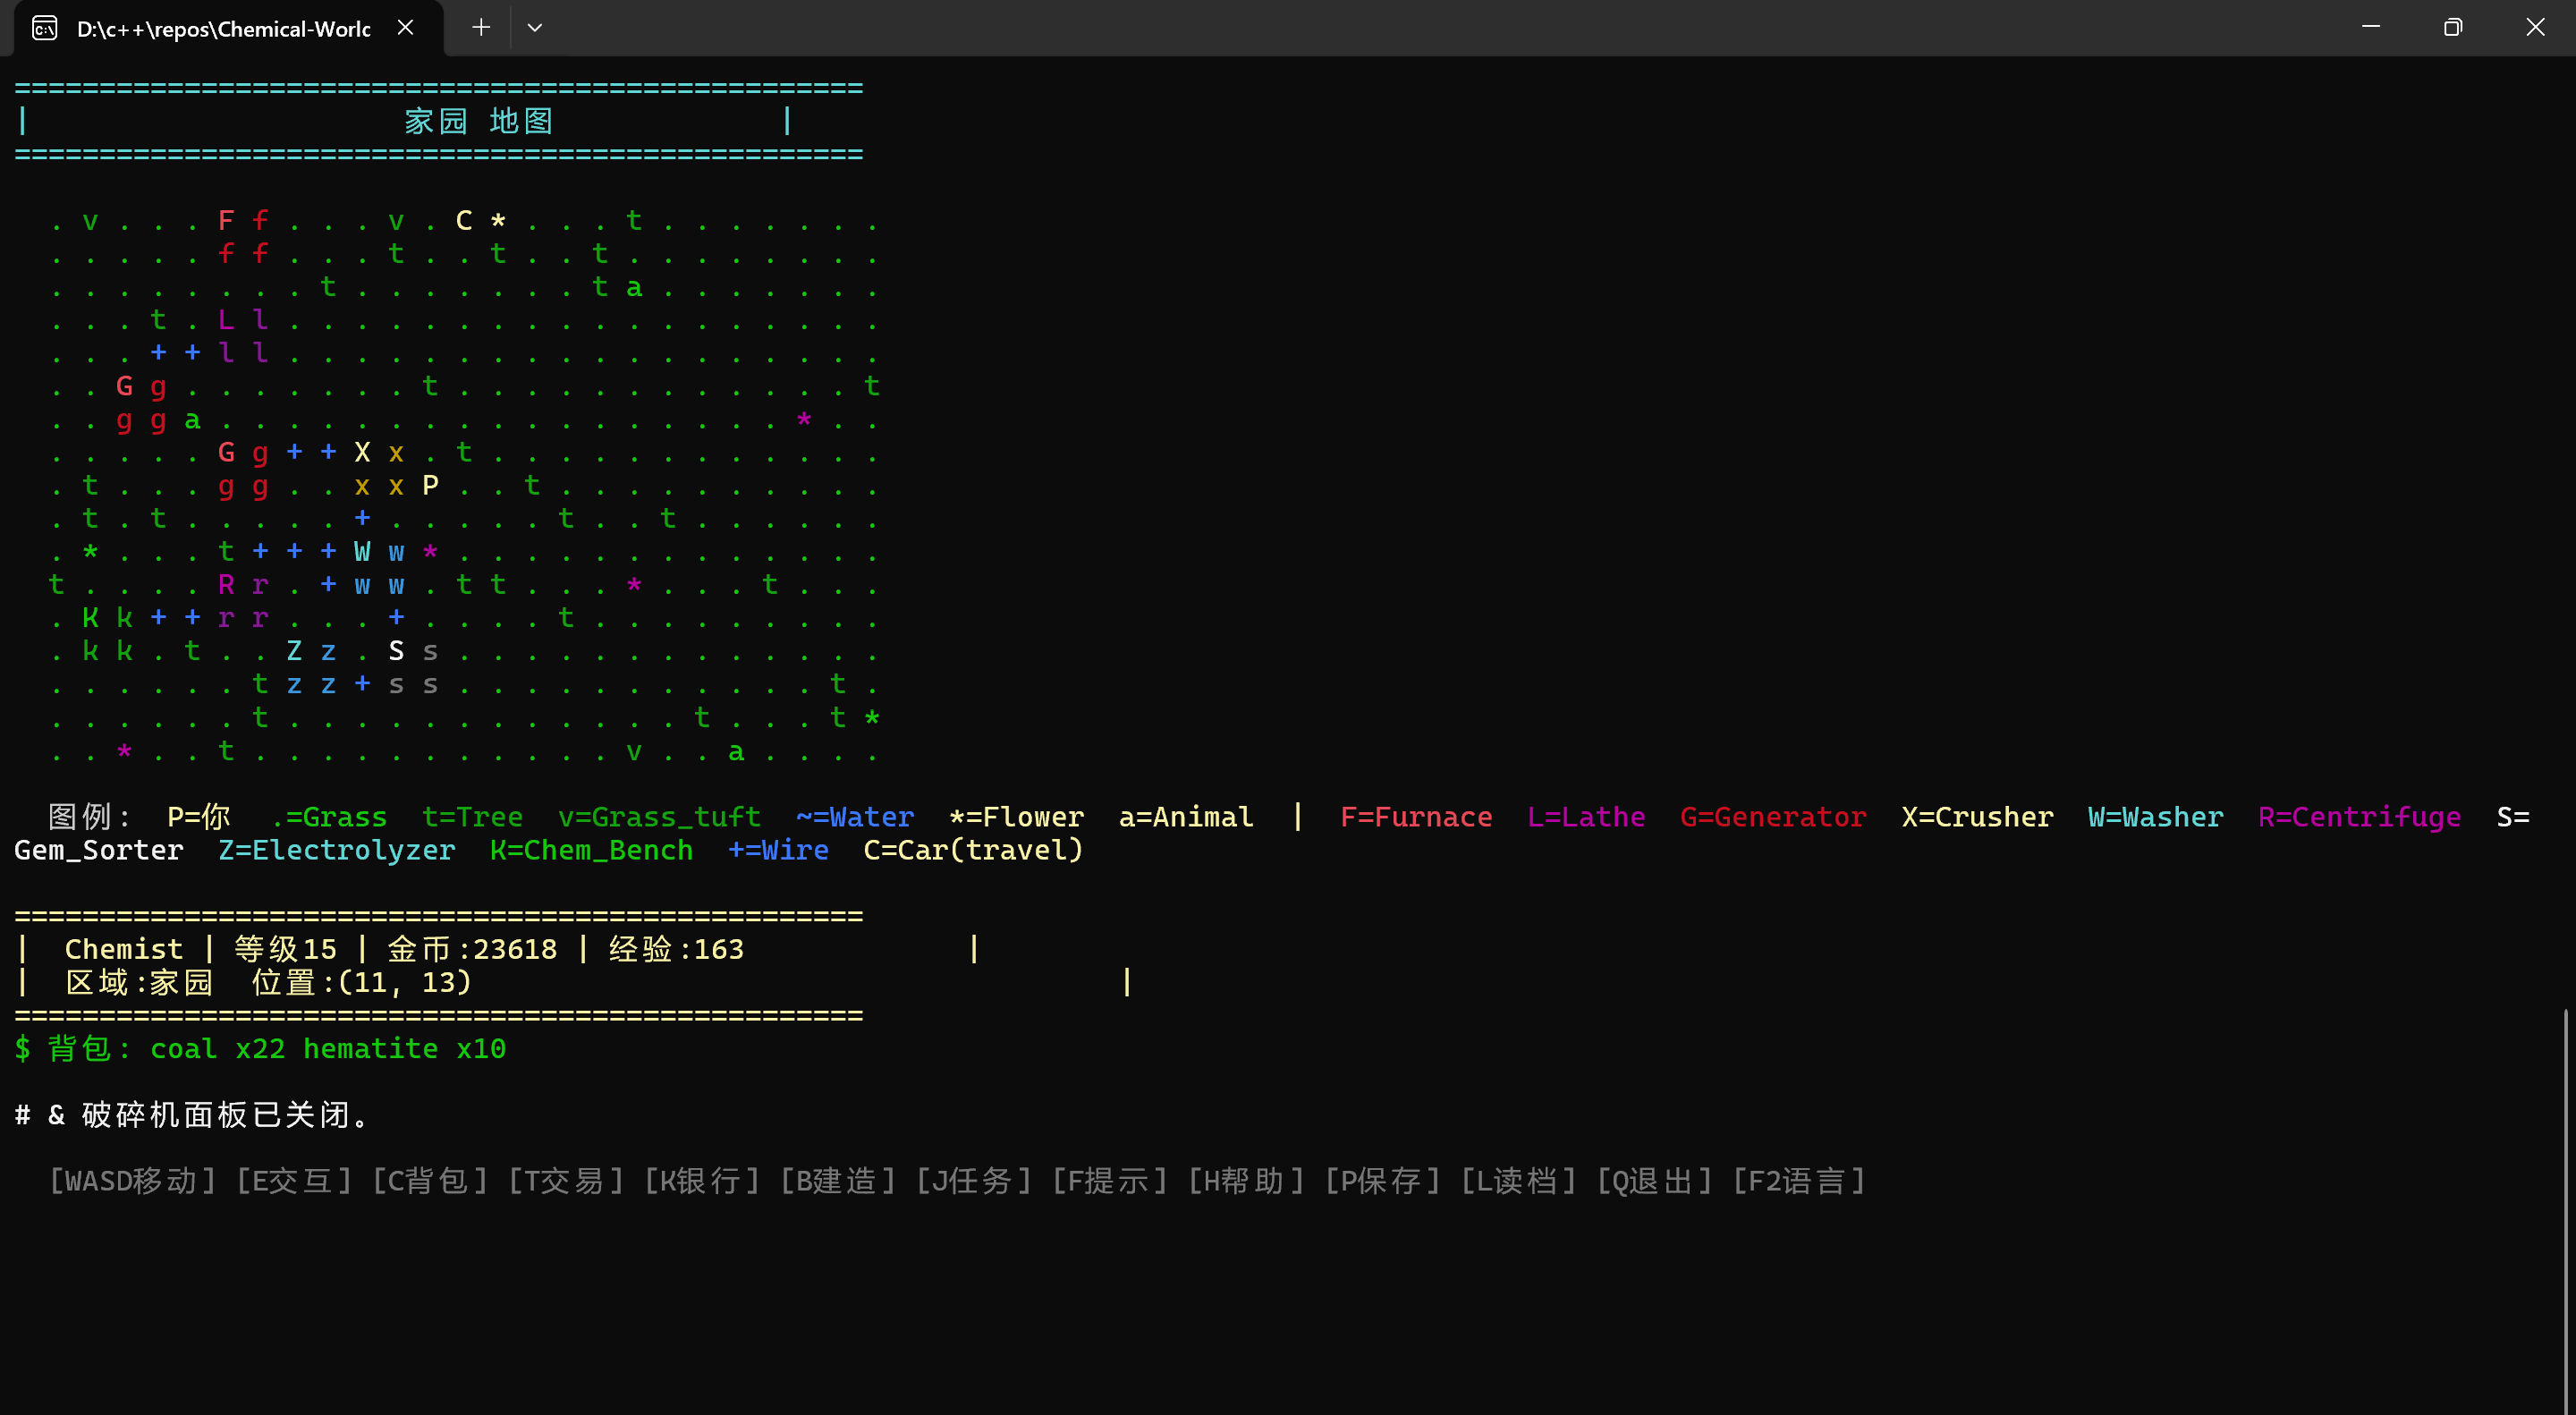 D:\c++\repos\Chemical-Worlc
==================================================
| 家园 地图 |
==================================================
. v . . . F f . . . v . C * . . . t . . . . . . .
. . . . . f f . . . t . . t . . t . . . . . . . .
. . . . . . . . t . . . . . . . t a . . . . . . .
. . . t . L l . . . . . . . . . . . . . . . . . .
. . . + + l l . . . . . . . . . . . . . . . . . .
. . G g . . . . . . . t . . . . . . . . . . . . t
. . g g a . . . . . . . . . . . . . . . . . * . .
. . . . . G g + + X x . t . . . . . . . . . . . .
. t . . . g g . . x x P . . t . . . . . . . . . .
. t . t . . . . . + . . . . . t . . t . . . . . .
. * . . . t + + + W w * . . . . . . . . . . . . .
t . . . . R r . + w w . t t . . . * . . . t . . .
. K k + + r r . . . + . . . . t . . . . . . . . .
. k k . t . . Z z . S s . . . . . . . . . . . . .
. . . . . . t z z + s s . . . . . . . . . . . t .
. . . . . . t . . . . . . . . . . . . t . . . t *
. . * . . t . . . . . . . . . . . v . . a . . . .
图例: P=你 .=Grass t=Tree v=Grass_tuft ~=Water *=Flower a=Animal | F=Furnace L=Lathe G=Generator X=Crusher W=Washer R=Centrifuge S=
Gem_Sorter Z=Electrolyzer K=Chem_Bench +=Wire C=Car(travel)
==================================================
| Chemist | 等级15 | 金币:23618 | 经验:163 |
| 区域:家园 位置:(11, 13) |
==================================================
$ 背包: coal x22 hematite x10
# & 破碎机面板已关闭。
[WASD移动] [E交互] [C背包] [T交易] [K银行] [B建造] [J任务] [F提示] [H帮助] [P保存] [L读档] [Q退出] [F2语言]